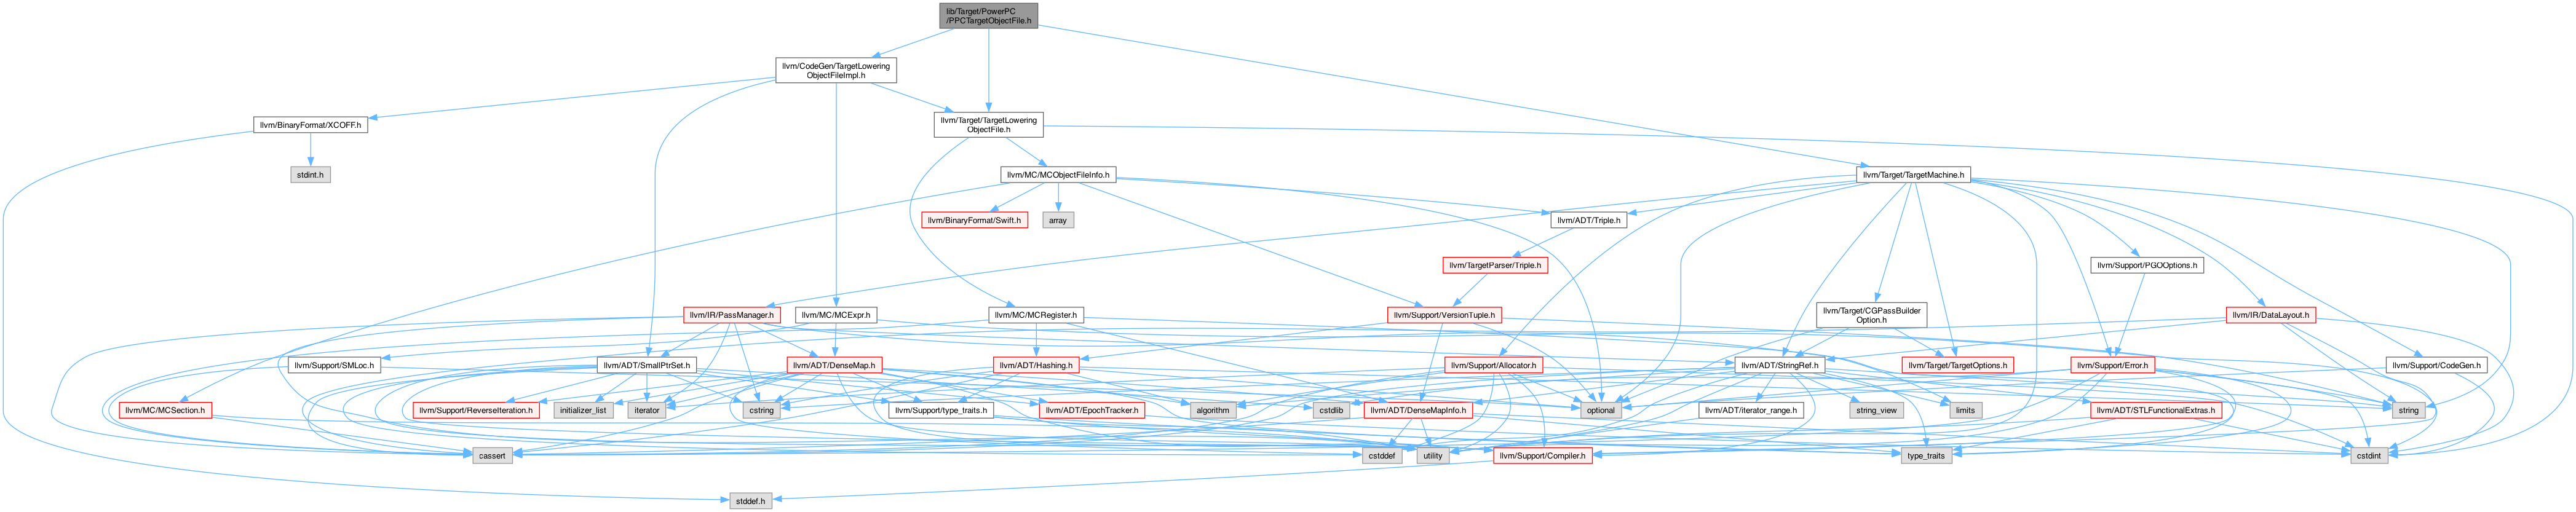 lib/Target/PowerPC
/PPCTargetObjectFile.h
llvm/CodeGen/TargetLowering
ObjectFileImpl.h
llvm/BinaryFormat/XCOFF.h
llvm/Target/TargetLowering
ObjectFile.h
stdint.h
llvm/MC/MCObjectFileInfo.h
llvm/Target/TargetMachine.h
llvm/BinaryFormat/Swift.h
array
llvm/ADT/Triple.h
llvm/TargetParser/Triple.h
llvm/Support/PGOOptions.h
llvm/IR/PassManager.h
llvm/MC/MCExpr.h
llvm/MC/MCRegister.h
llvm/Support/VersionTuple.h
llvm/Target/CGPassBuilder
Option.h
llvm/IR/DataLayout.h
llvm/Support/SMLoc.h
llvm/ADT/SmallPtrSet.h
llvm/ADT/DenseMap.h
llvm/ADT/Hashing.h
llvm/Support/Allocator.h
llvm/ADT/StringRef.h
llvm/Target/TargetOptions.h
llvm/Support/Error.h
llvm/Support/CodeGen.h
llvm/MC/MCSection.h
llvm/Support/ReverseIteration.h
initializer_list
iterator
cstring
llvm/Support/type_traits.h
llvm/ADT/EpochTracker.h
algorithm
cstdlib
llvm/ADT/DenseMapInfo.h
optional
llvm/ADT/iterator_range.h
string_view
limits
llvm/ADT/STLFunctionalExtras.h
string
cassert
cstddef
utility
llvm/Support/Compiler.h
type_traits
cstdint
stddef.h